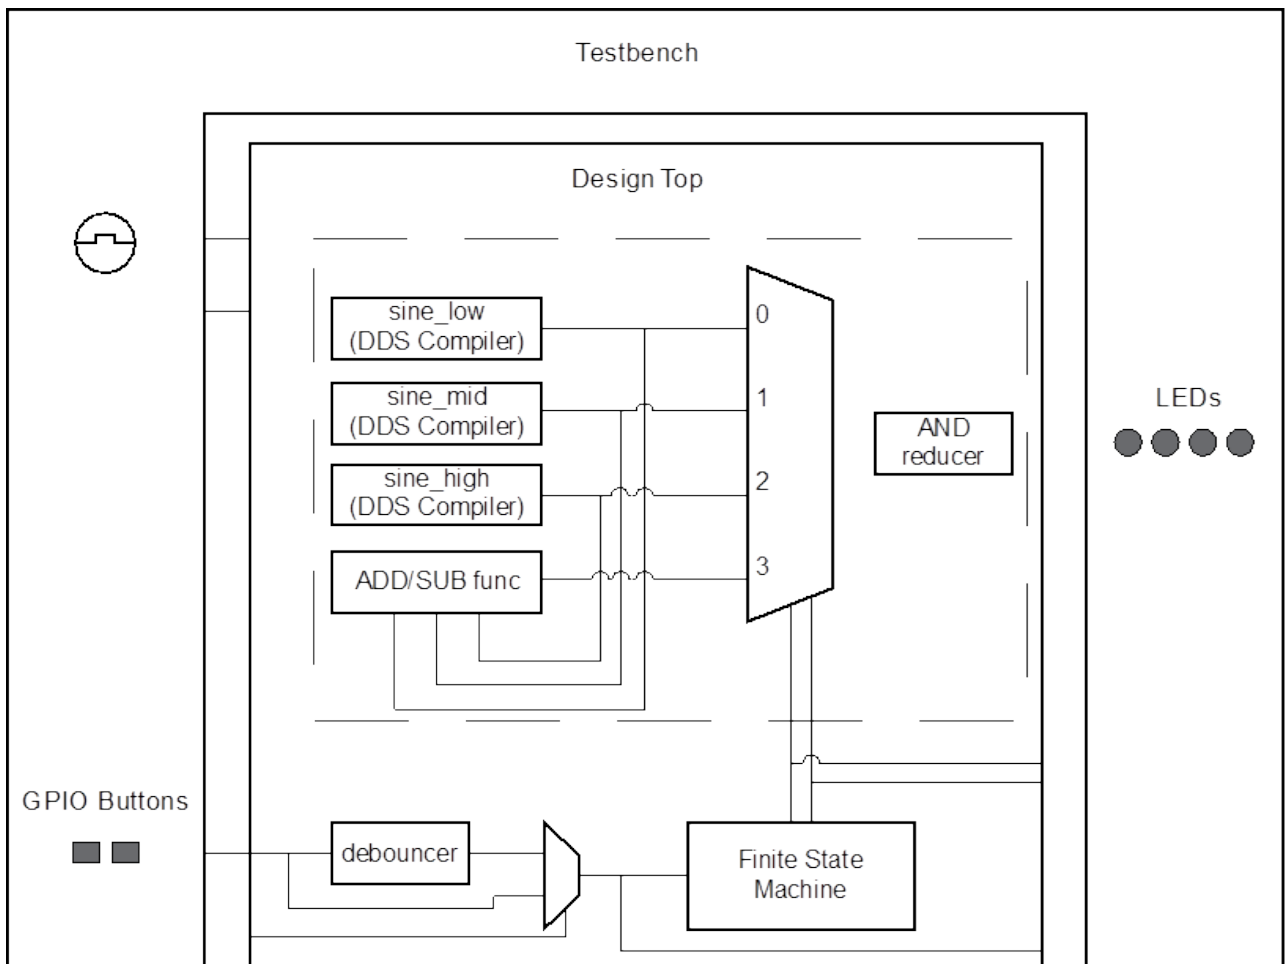 Testbench
Design Top
sine_low
(DDS Compiler)
0
sine_mid
(DDS Compiler)
1
sine_high
(DDS Compiler)
2
ADD/SUB func
3
AND
reducer
LEDs
GPIO Buttons
debouncer
Finite State
Machine